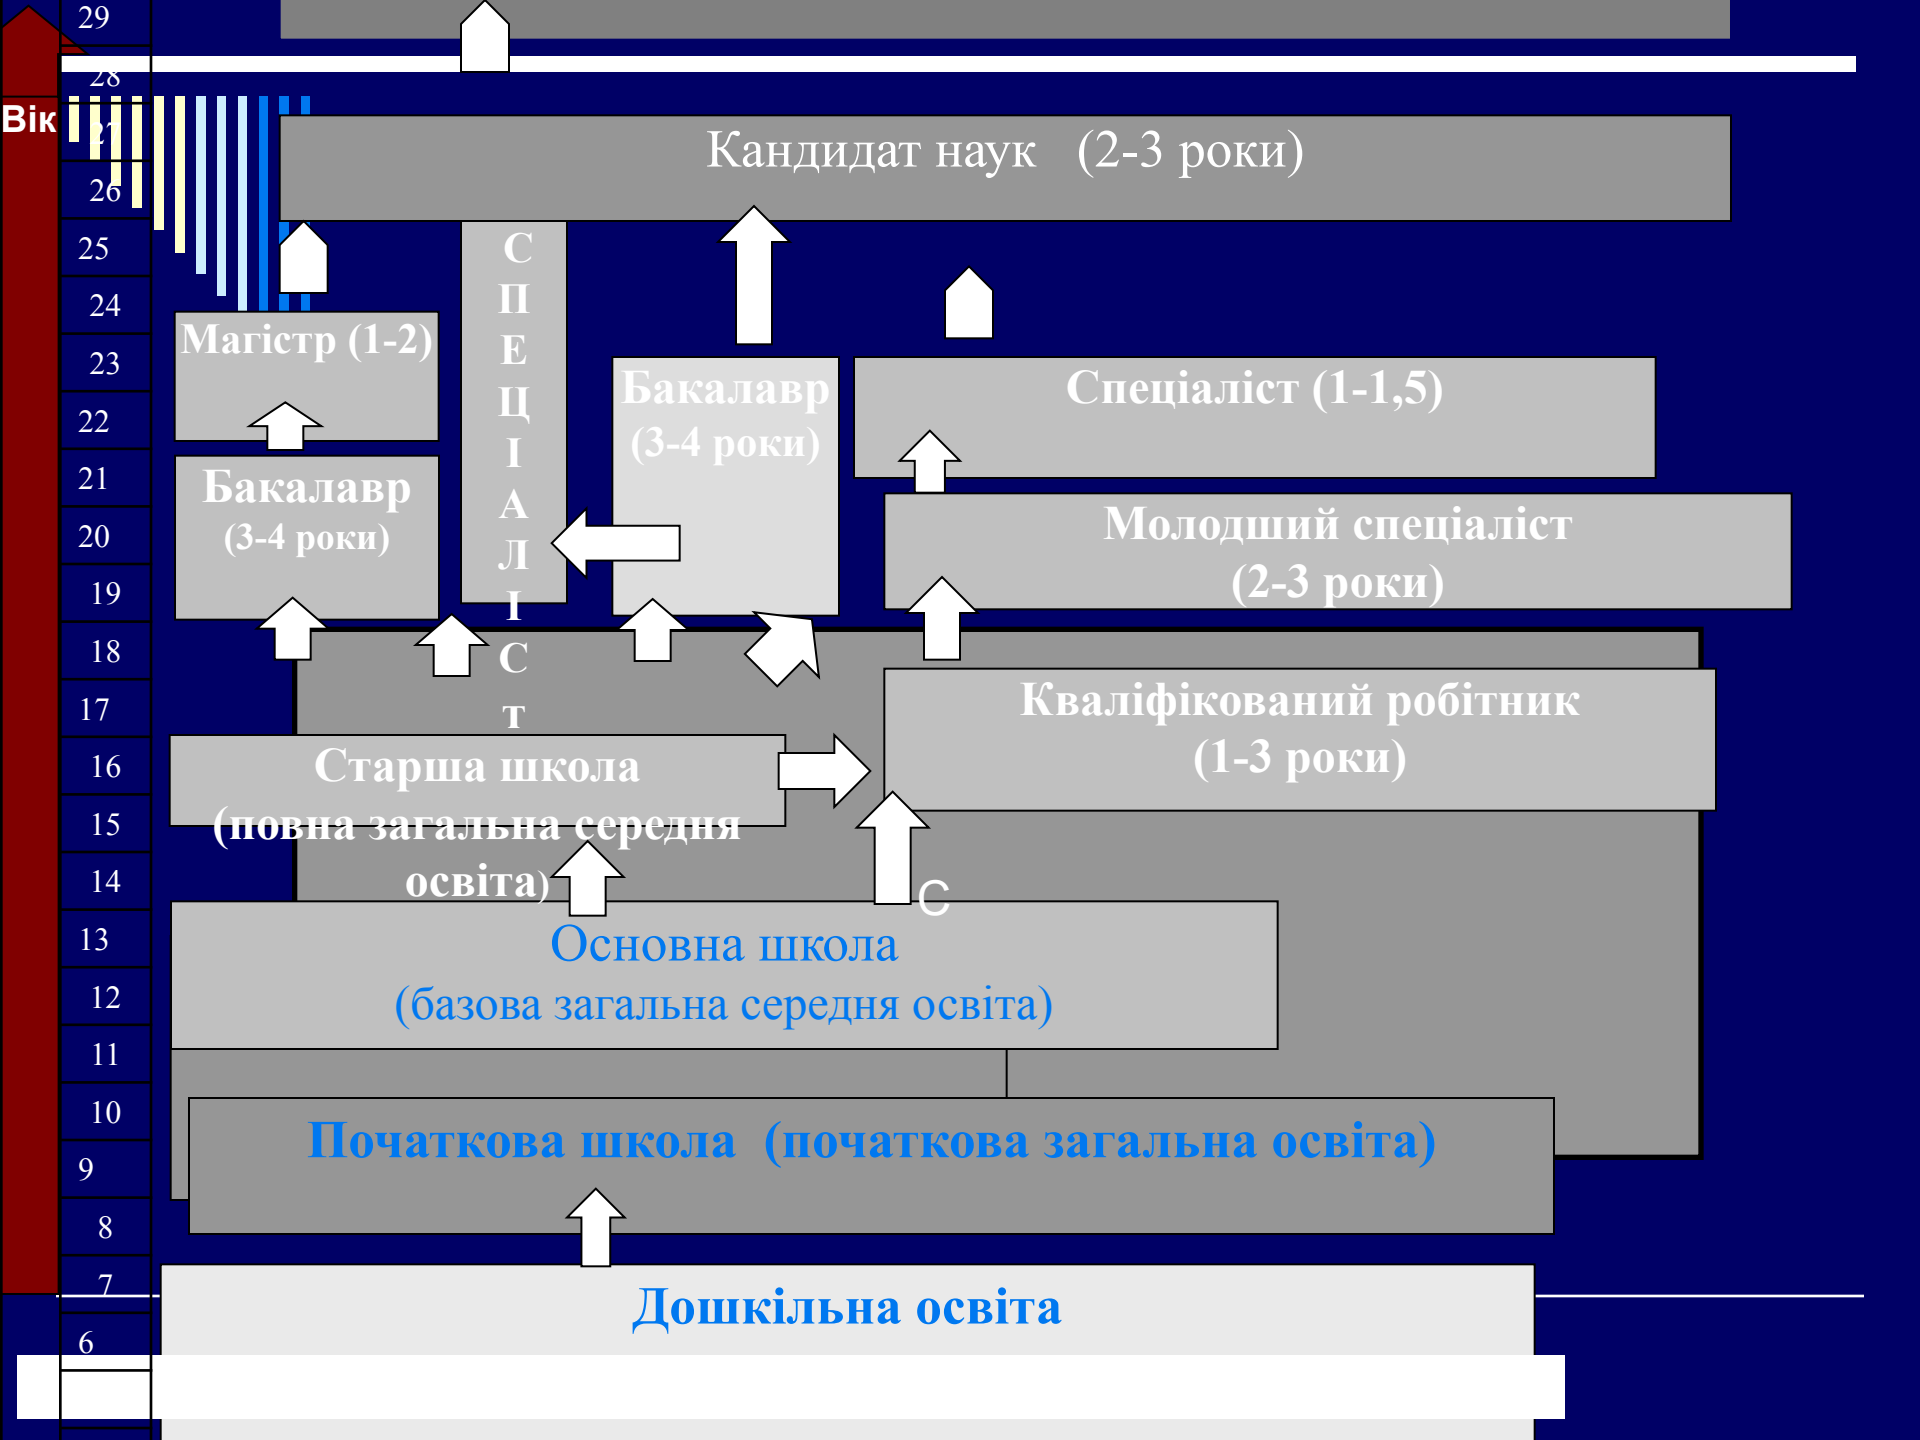 29
28
Вік
27
26
25
24
23
22
21
20
19
18
17
16
15
14
13
12
11
10
9
8
7
6
Кандидат наук (2-3 роки)
Магістр (1-2)
Бакалавр
(3-4 роки)
С
П
Е
Ц
І
А
Л
І
С
т
Бакалавр
(3-4 роки)
Спеціаліст (1-1,5)
Молодший спеціаліст
(2-3 роки)
Кваліфікований робітник
(1-3 роки)
Старша школа
(повна загальна середня
освіта)
С
Основна школа
(базова загальна середня освіта)
Початкова школа (початкова загальна освіта)
Дошкільна освіта